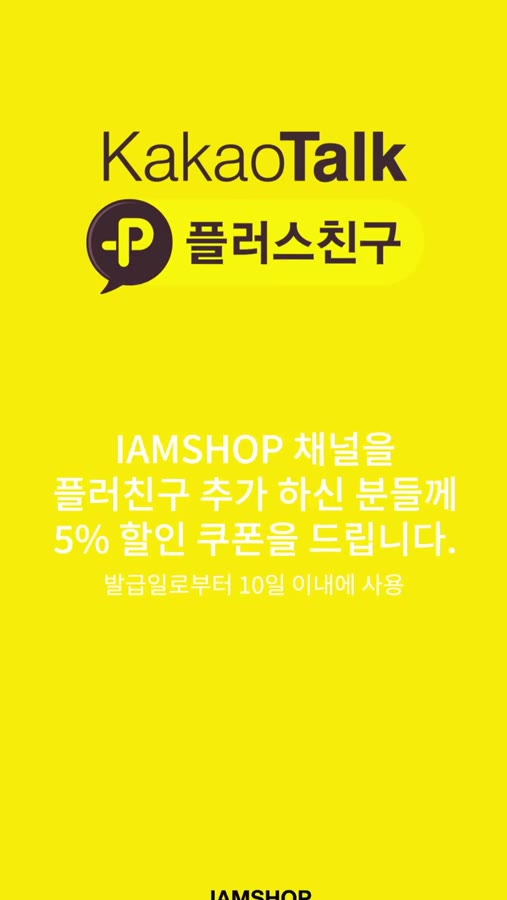 KakaoTalk
P 플러스친구
IAMSHOP 채널을
플러친구 추가 하신 분들께
5% 할인 쿠폰을 드립니다.
발급일로부터 10일 이내에 사용
IAMSHOP